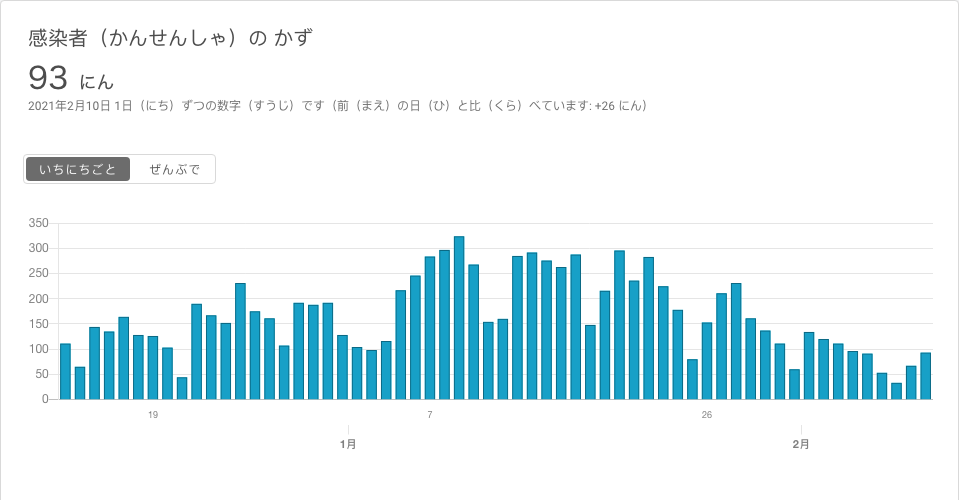 感染者（かんせんしゃ）の かず
93 にん
2021年2月10日 1日（にち）ずつの数字（すうじ）です（前（まえ）の日（ひ）と比（くら）べています: +26 にん）
いちにちごと ぜんぶで
350
300
250
200
150
100
50
0
19 7 26
1月 2月